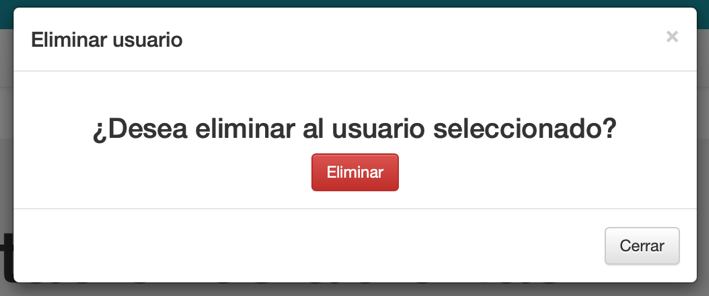 Eliminar usuario
×
¿Desea eliminar al usuario seleccionado?
Eliminar
Cerrar